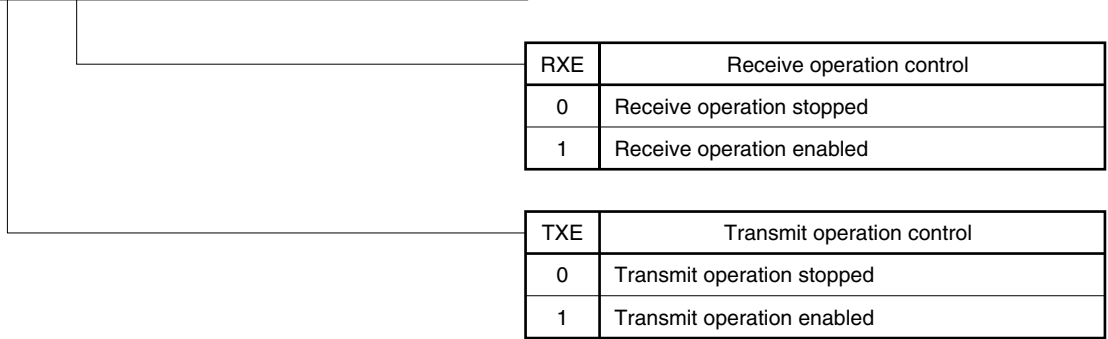 RXE Receive operation control
0 Receive operation stopped
1 Receive operation enabled
TXE Transmit operation control
0 Transmit operation stopped
1 Transmit operation enabled